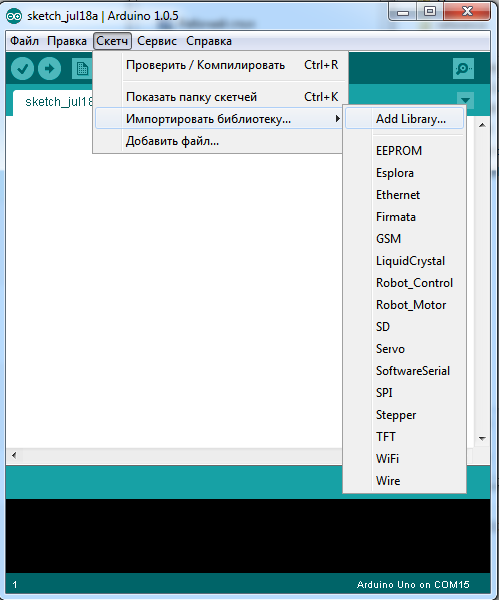 sketch_jul18a | Arduino 1.0.5
Файл Правка Скетч Сервис Справка
Проверить / Компилировать Ctrl+R
Показать папку скетчей Ctrl+K
Импортировать библиотеку...
Добавить файл...
sketch_jul18
Add Library...
EEPROM
Esplora
Ethernet
Firmata
GSM
LiquidCrystal
Robot_Control
Robot_Motor
SD
Servo
SoftwareSerial
SPI
Stepper
TFT
WiFi
Wire
1 Arduino Uno on COM15